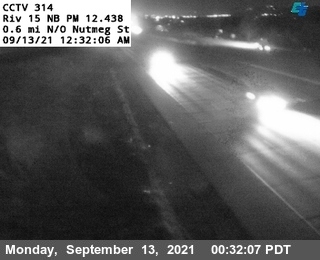 CCTV 314
Riv 15 NB PM 12.438
0.6 mi N/O Nutmeg St
09/13/21 12:32:06 AM
Monday, September 13, 2021 00:32:07 PDT